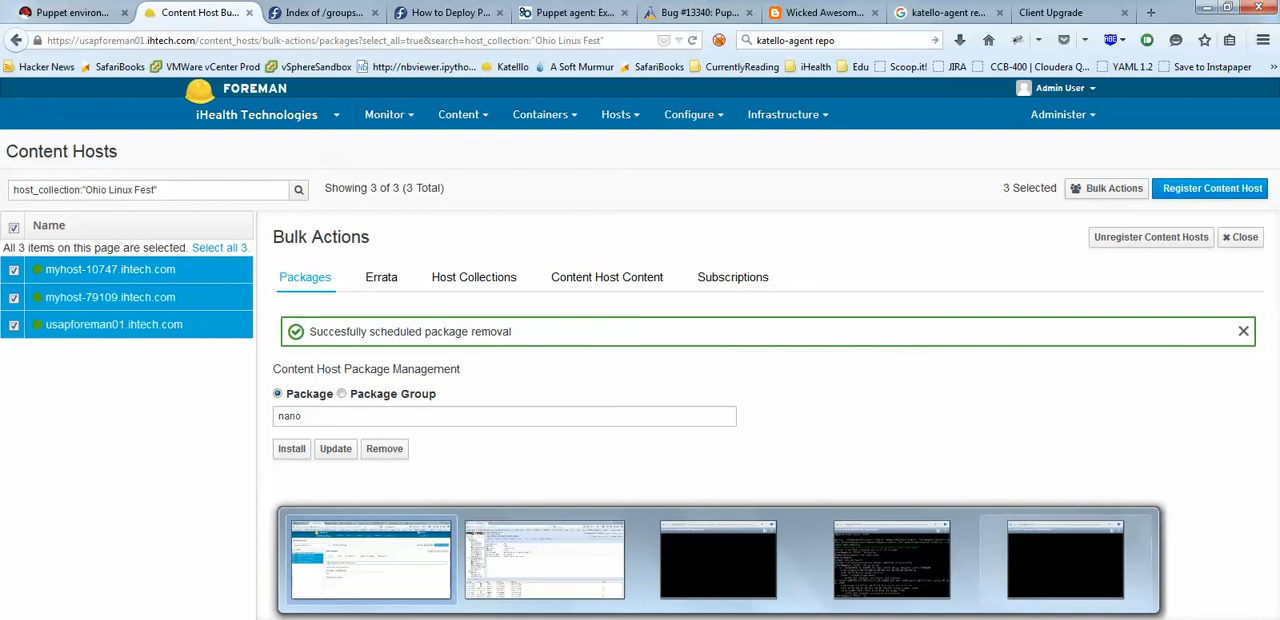 Puppet environ...
Content Host Bu...
Index of /groups...
How to Deploy P...
Puppet agent: Ex...
Bug #13340: Pup...
Wicked Awesom...
katello-agent re...
Client Upgrade
https://usapforeman01.ihtech.com/content_hosts/bulk-actions/packages?select_all=true&search=host_collection:"Ohio Linux Fest"
katello-agent repo
ABE
Hacker News
SafariBooks
VMWare vCenter Prod
vSphereSandbox
http://nbviewer.ipytho...
Katelllo
A Soft Murmur
SafariBooks
CurrentlyReading
iHealth
Edu
Scoop.it!
JIRA
CCB-400 | Cloudera Q...
YAML 1.2
Save to Instapaper
FOREMAN
Admin User
iHealth Technologies
Monitor
Content
Containers
Hosts
Configure
Infrastructure
Administer
Content Hosts
host_collection:"Ohio Linux Fest"
Showing 3 of 3 (3 Total)
3 Selected
Bulk Actions
Register Content Host
Name
All 3 items on this page are selected. Select all 3.
myhost-10747.ihtech.com
myhost-79109.ihtech.com
usapforeman01.ihtech.com
Bulk Actions
Unregister Content Hosts
Close
Packages
Errata
Host Collections
Content Host Content
Subscriptions
Succesfully scheduled package removal
Content Host Package Management
Package
Package Group
nano
Install
Update
Remove